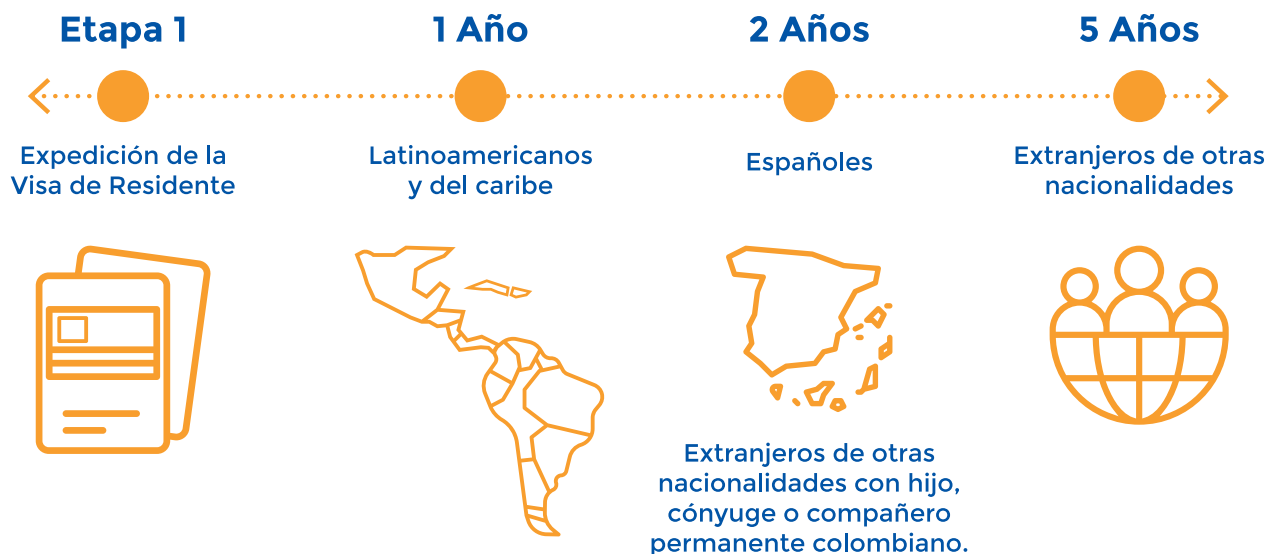 Etapa 1
Expedición de la
Visa de Residente
1 Año
Latinoamericanos
y del caribe
2 Años
Españoles
Extranjeros de otras
nacionalidades con hijo,
cónyuge o compañero
permanente colombiano.
5 Años
Extranjeros de otras
nacionalidades